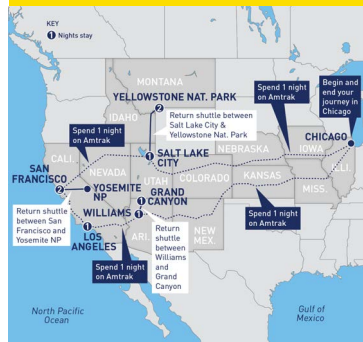 KEY
1 Nights stay
MONTANA
YELLOWSTONE NAT. PARK
2
IDAHO
Return shuttle between
Salt Lake City &
Yellowstone Nat. Park
Spend 1 night
on Amtrak
Spend 1 night
on Amtrak
Begin and
end your
journey in
Chicago
CHICAGO
NEBRASKA
IOWA
ILLI
CALI.
NEVADA
1
SALT LAKE
CITY
SAN
FRANCISCO
2
1
YOSEMITE
NP
UTAH
COLORADO
KANSAS
MISS.
GRAND
CANYON
1
WILLIAMS
1
Return shuttle
between San
Francisco and
Yosemite NP
1
LOS
ANGELES
ARI.
NEW
MEX.
Return
shuttle
between
Williams
and
Grand
Canyon
Spend 1 night
on Amtrak
Spend 1 night
on Amtrak
North Pacific
Ocean
Gulf of
Mexico